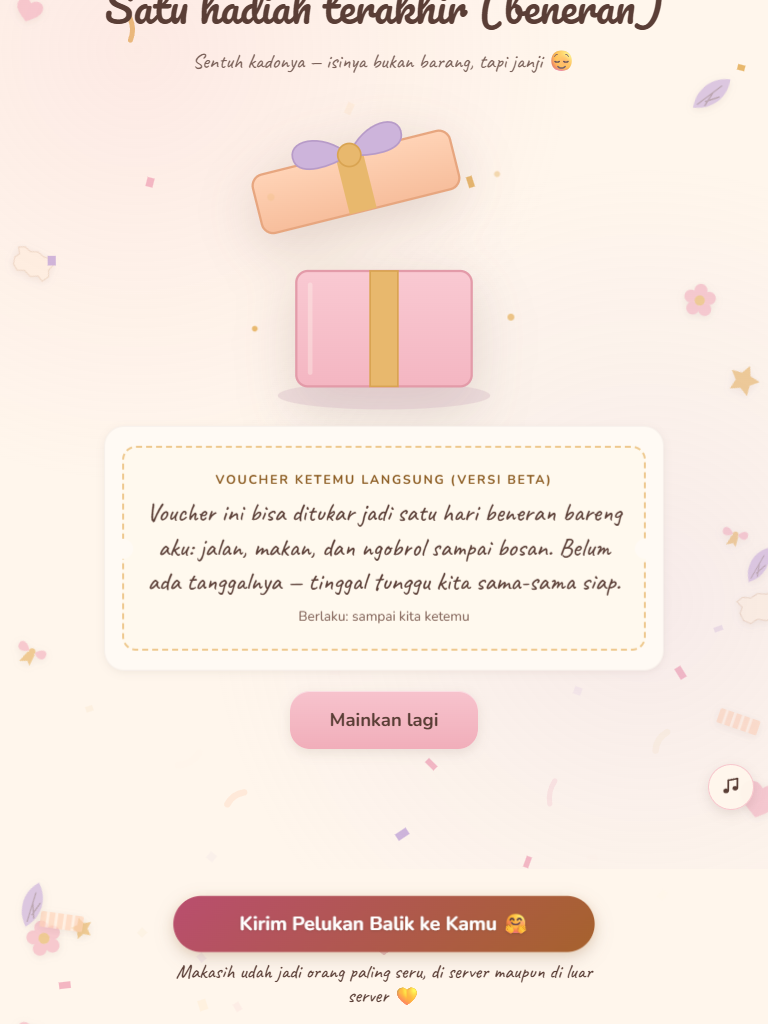 Satu hadiah terakhir (beneran)
Sentuh kadonya — isinya bukan barang, tapi janji 😌
VOUCHER KETEMU LANGSUNG (VERSI BETA)
Voucher ini bisa ditukar jadi satu hari beneran bareng
aku: jalan, makan, dan ngobrol sampai bosan. Belum
ada tanggalnya — tinggal tunggu kita sama-sama siap.
Berlaku: sampai kita ketemu
Mainkan lagi
Kirim Pelukan Balik ke Kamu 🤗
Makasih udah jadi orang paling seru, di server maupun di luar
server 💛